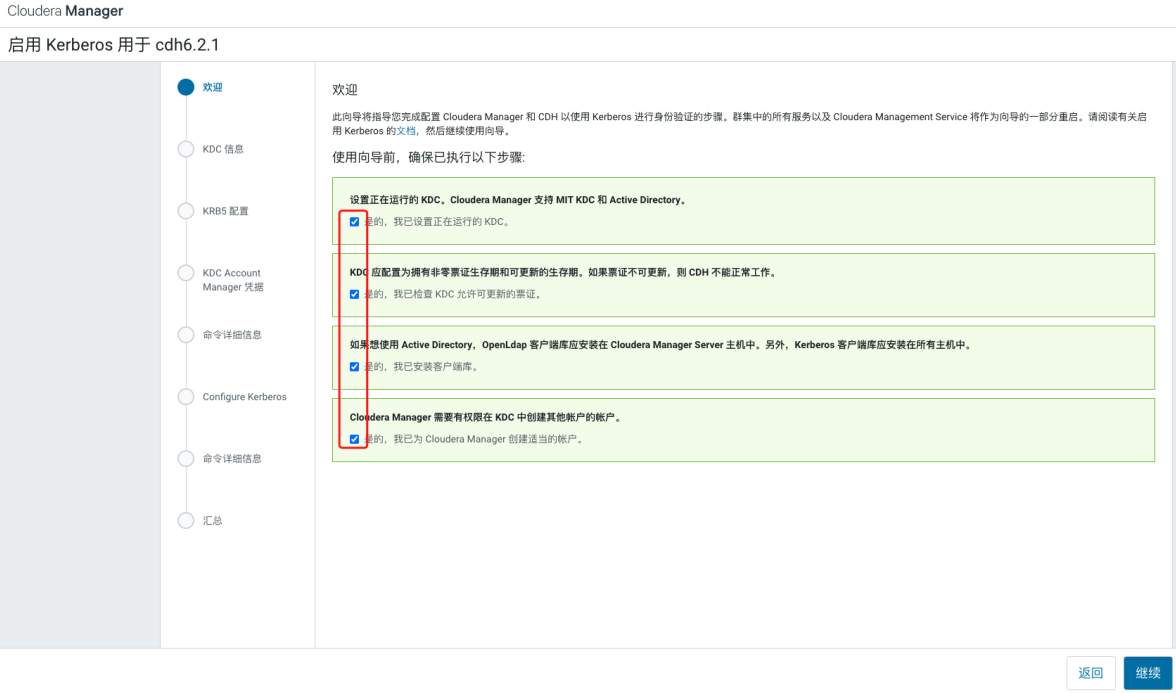 Cloudera Manager
启用 Kerberos 用于 cdh6.2.1
欢迎
KDC 信息
KRB5 配置
KDC Account
Manager 凭据
命令详细信息
Configure Kerberos
命令详细信息
汇总
欢迎
此向导将指导您完成配置 Cloudera Manager 和 CDH 以使用 Kerberos 进行身份验证的步骤。群集中的所有服务以及 Cloudera Management Service 将作为向导的一部分重启。请阅读有关启
用 Kerberos 的文档，然后继续使用向导。
使用向导前，确保已执行以下步骤:
设置正在运行的 KDC。Cloudera Manager 支持 MIT KDC 和 Active Directory。
是的，我已设置正在运行的 KDC。
KDC 应配置为拥有非零票证生存期和可更新的生存期。如果票证不可更新，则 CDH 不能正常工作。
是的，我已检查 KDC 允许可更新的票证。
如果想使用 Active Directory，OpenLdap 客户端库应安装在 Cloudera Manager Server 主机中。另外，Kerberos 客户端库应安装在所有主机中。
是的，我已安装客户端库。
Cloudera Manager 需要有权限在 KDC 中创建其他帐户的帐户。
是的，我已为 Cloudera Manager 创建适当的帐户。
返回
继续